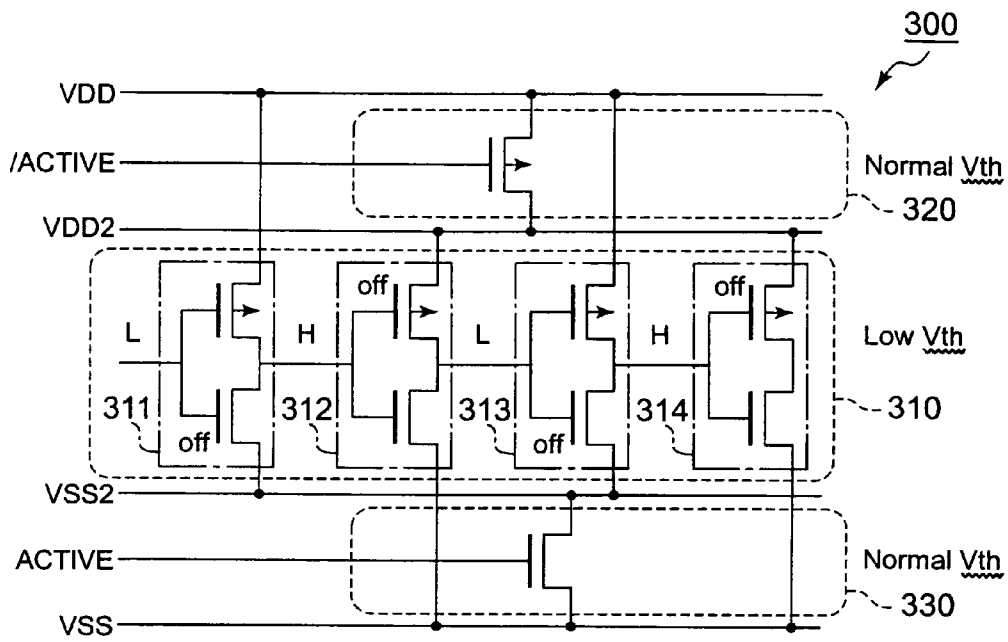 300
VDD
/ACTIVE
Normal Vth
320
VDD2
off
off
L
H
L
H
Low Vth
311
312
313
314
310
off
off
VSS2
ACTIVE
Normal Vth
330
VSS